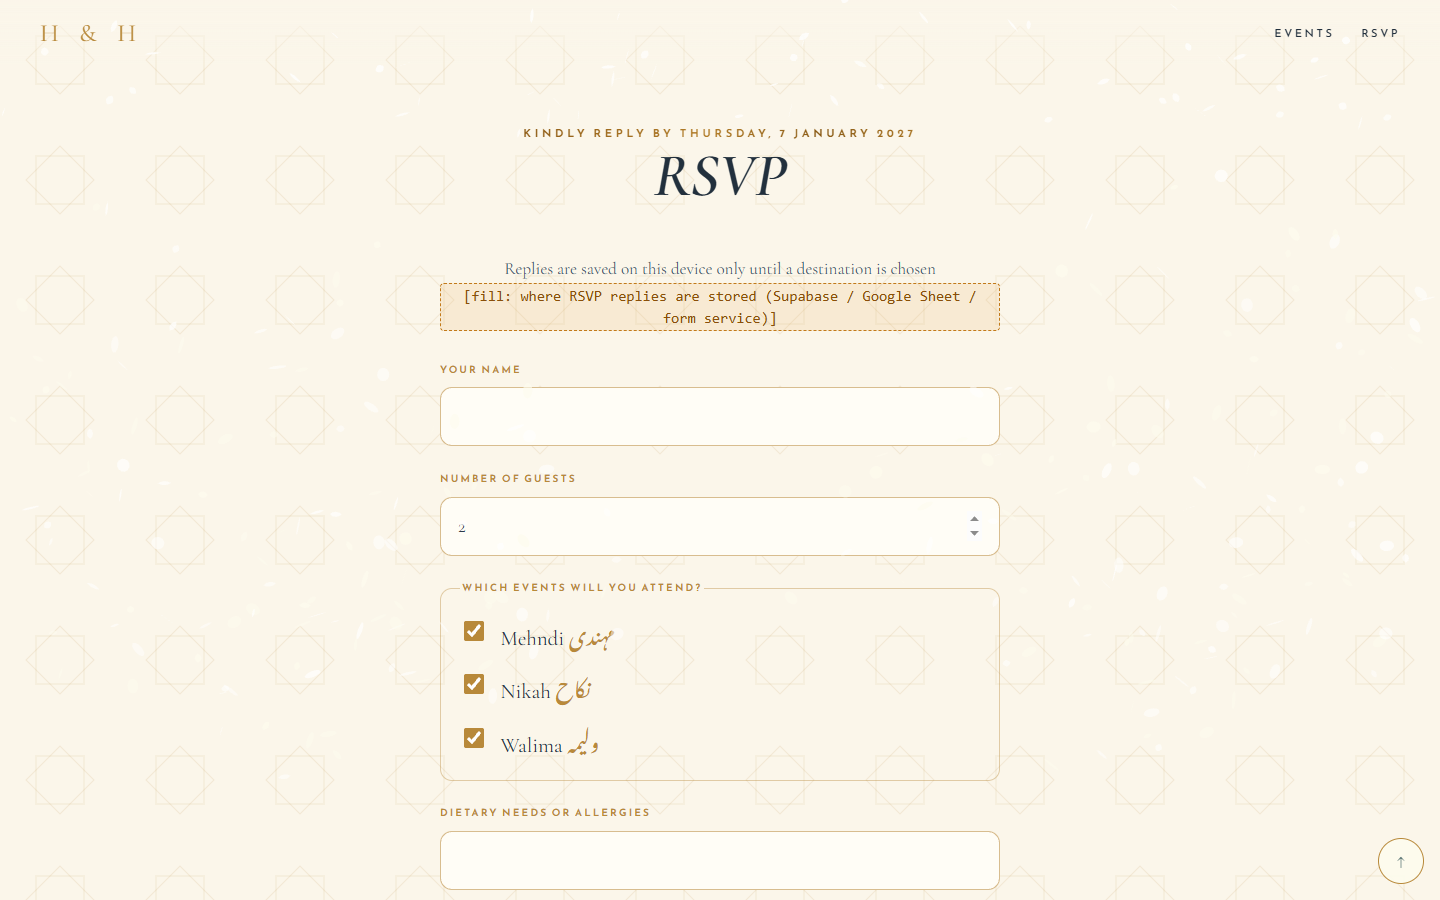 H & H
EVENTS RSVP
KINDLY REPLY BY THURSDAY, 7 JANUARY 2027
RSVP
Replies are saved on this device only until a destination is chosen
[fill: where RSVP replies are stored (Supabase / Google Sheet /
form service)]
YOUR NAME
NUMBER OF GUESTS
2
WHICH EVENTS WILL YOU ATTEND?
Mehndi مہندی
Nikah نکاح
Walima ولیمہ
DIETARY NEEDS OR ALLERGIES
↑